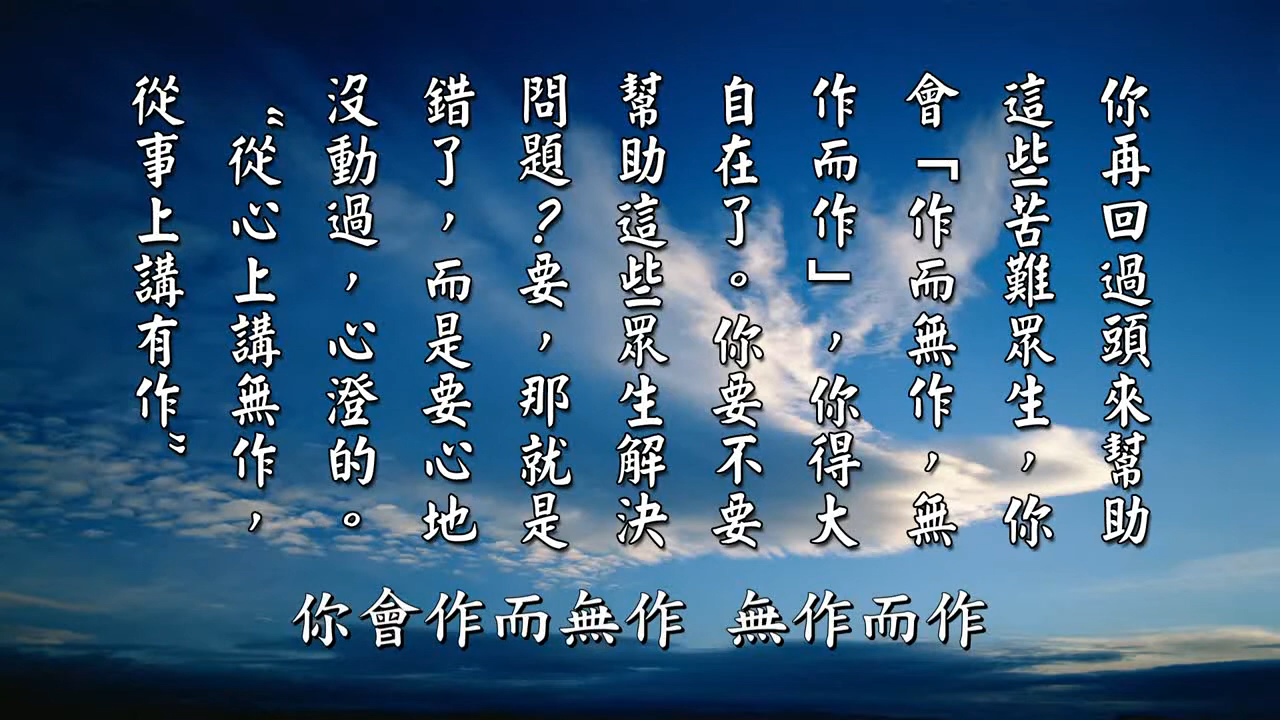 你再回過頭來幫助
這些苦難眾生，你
會「作而無作，無
作而作」，你得大
自在了。你要不要
幫助這些眾生解決
問題？要，那就是
錯了，而是要心地
沒動過，心澄的。
〝從心上講無作，
從事上講有作〞
你會作而無作 無作而作